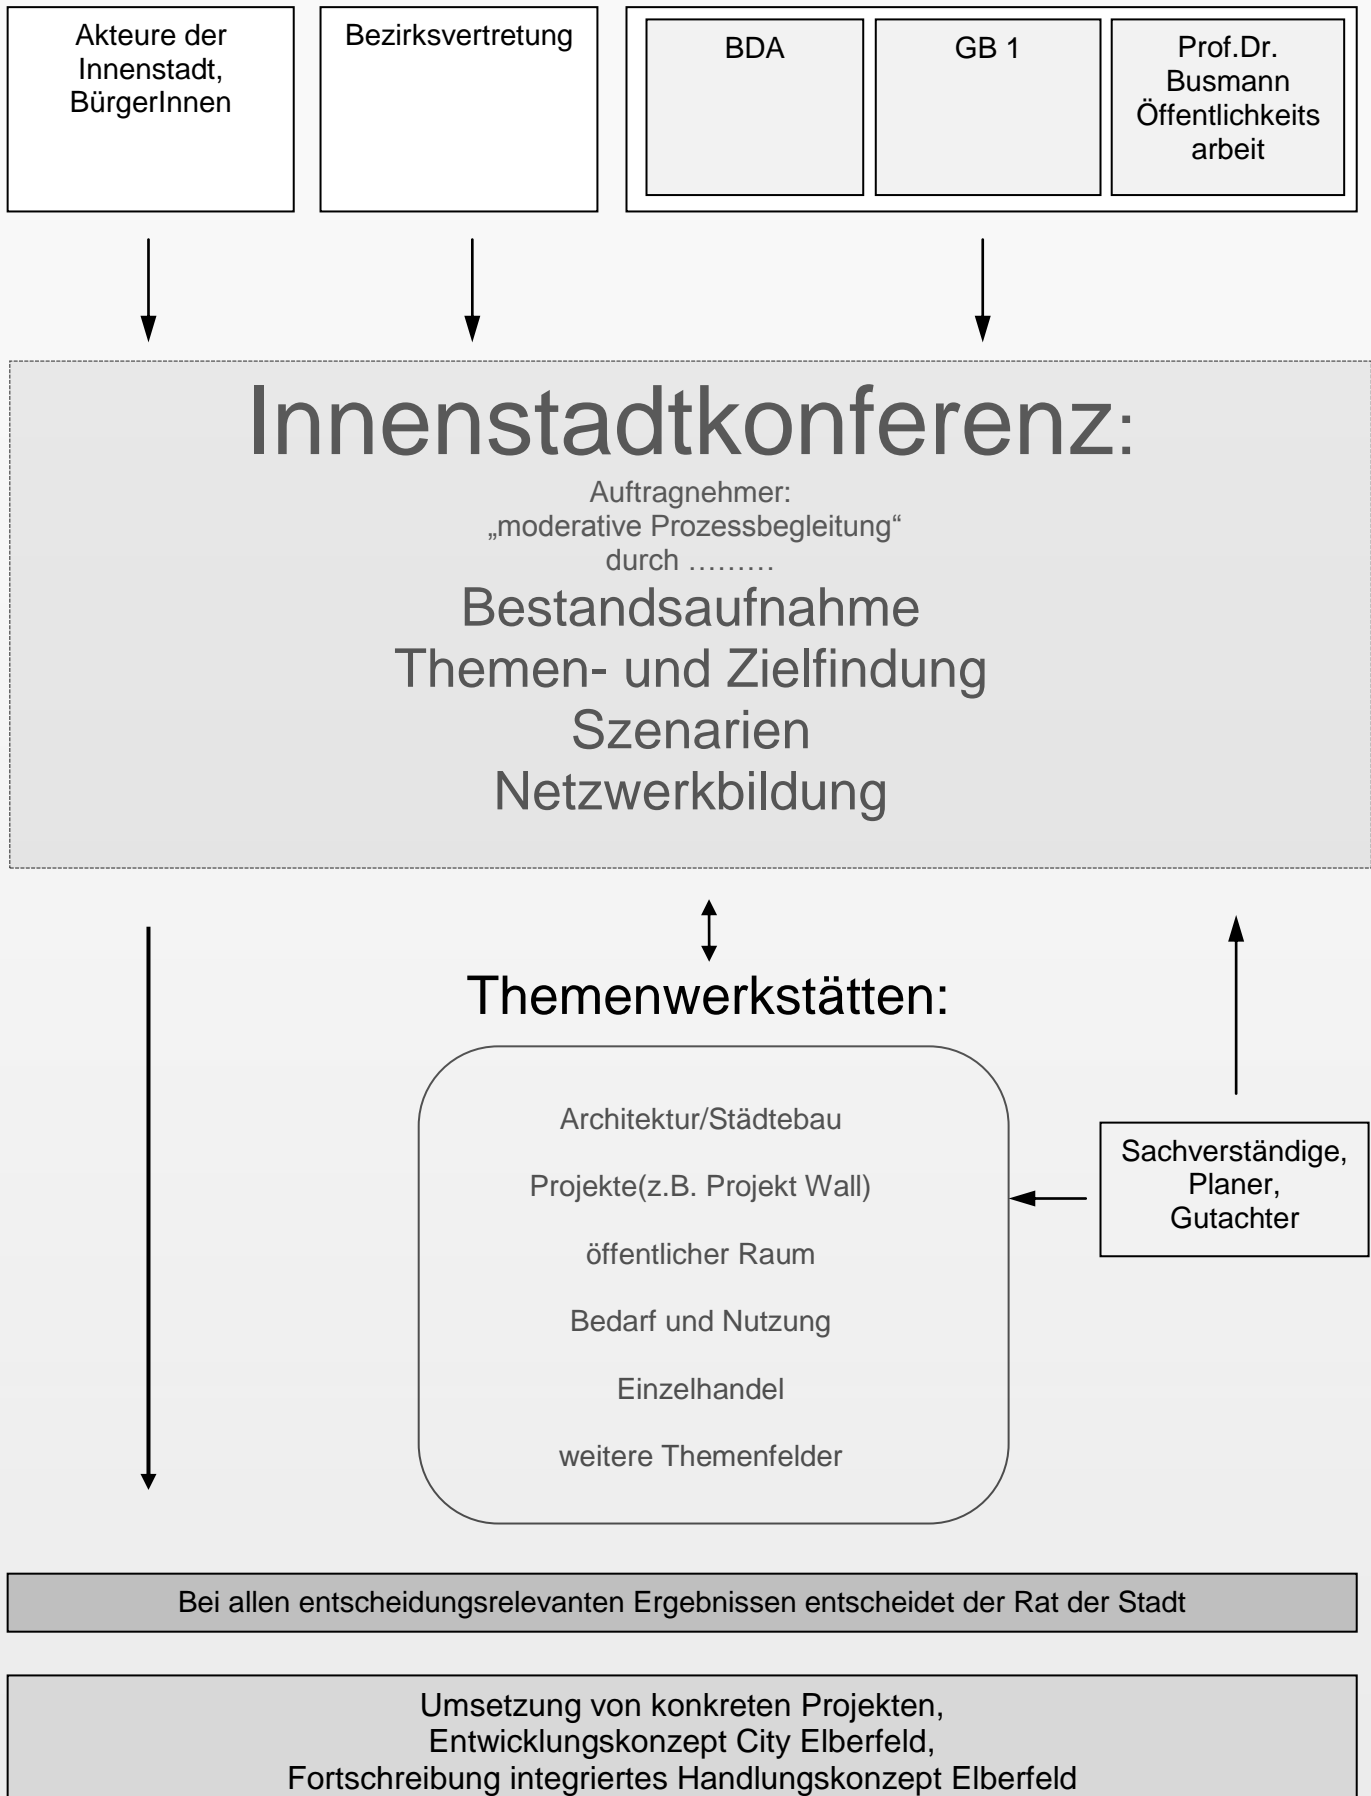 Akteure der
Innenstadt,
BürgerInnen
Bezirksvertretung
BDA
GB 1
Prof.Dr.
Busmann
Öffentlichkeits
arbeit
Innenstadtkonferenz:
Auftragnehmer:
„moderative Prozessbegleitung“
durch ………
Bestandsaufnahme
Themen- und Zielfindung
Szenarien
Netzwerkbildung
Themenwerkstätten:
Architektur/Städtebau
Projekte(z.B. Projekt Wall)
öffentlicher Raum
Bedarf und Nutzung
Einzelhandel
weitere Themenfelder
Sachverständige,
Planer,
Gutachter
Bei allen entscheidungsrelevanten Ergebnissen entscheidet der Rat der Stadt
Umsetzung von konkreten Projekten,
Entwicklungskonzept City Elberfeld,
Fortschreibung integriertes Handlungskonzept Elberfeld